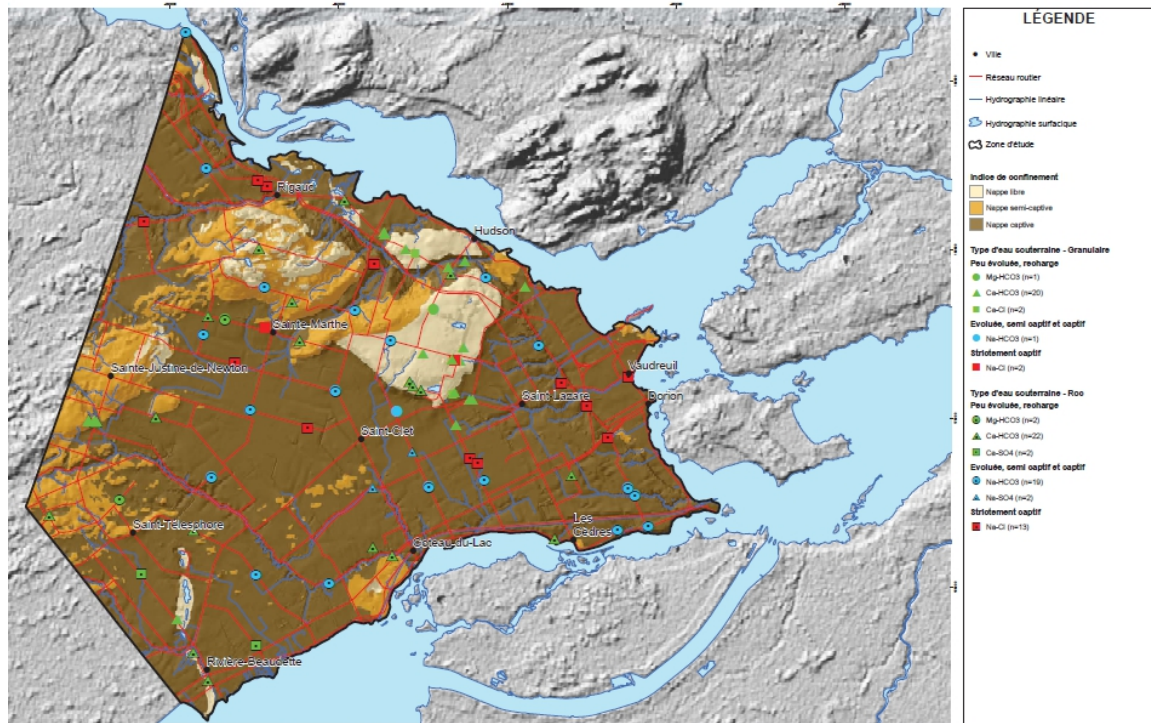 Rigaud
Hudson
Sainte-Marthe
Sainte-Justine-de-Newton
Vaudreuil
Saint-Lazare
Dorion
Saint-Clet
Saint-Télesphore
Les
Cèdres
Coteau-du-Lac
Rivière-Beaudette
LÉGENDE
Ville
Réseau routier
Hydrographie linéaire
Hydrographie surfacique
Zone d'étude
Indice de confinement
Nappe libre
Nappe semi-captive
Nappe captive
Type d'eau souterraine - Granulaire
Peu évoluée, recharge
Mg-HCO3 (n=1)
Ca-HCO3 (n=20)
Ca-Cl (n=2)
Evoluée, semi captif et captif
Na-HCO3 (n=1)
Strictement captif
Na-Cl (n=2)
Type d'eau souterraine - Roc
Peu évoluée, recharge
Mg-HCO3 (n=2)
Ca-HCO3 (n=22)
Ca-SO4 (n=2)
Evoluée, semi captif et captif
Na-HCO3 (n=19)
Na-SO4 (n=2)
Strictement captif
Na-Cl (n=13)